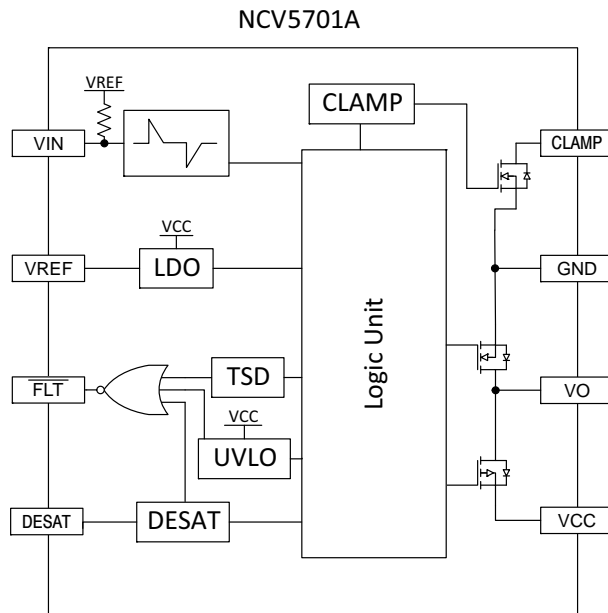 NCV5701A
VREF
CLAMP
VIN
CLAMP
VCC
VREF
LDO
GND
Logic Unit
FLT
TSD
VO
VCC
UVLO
DESAT
DESAT
VCC